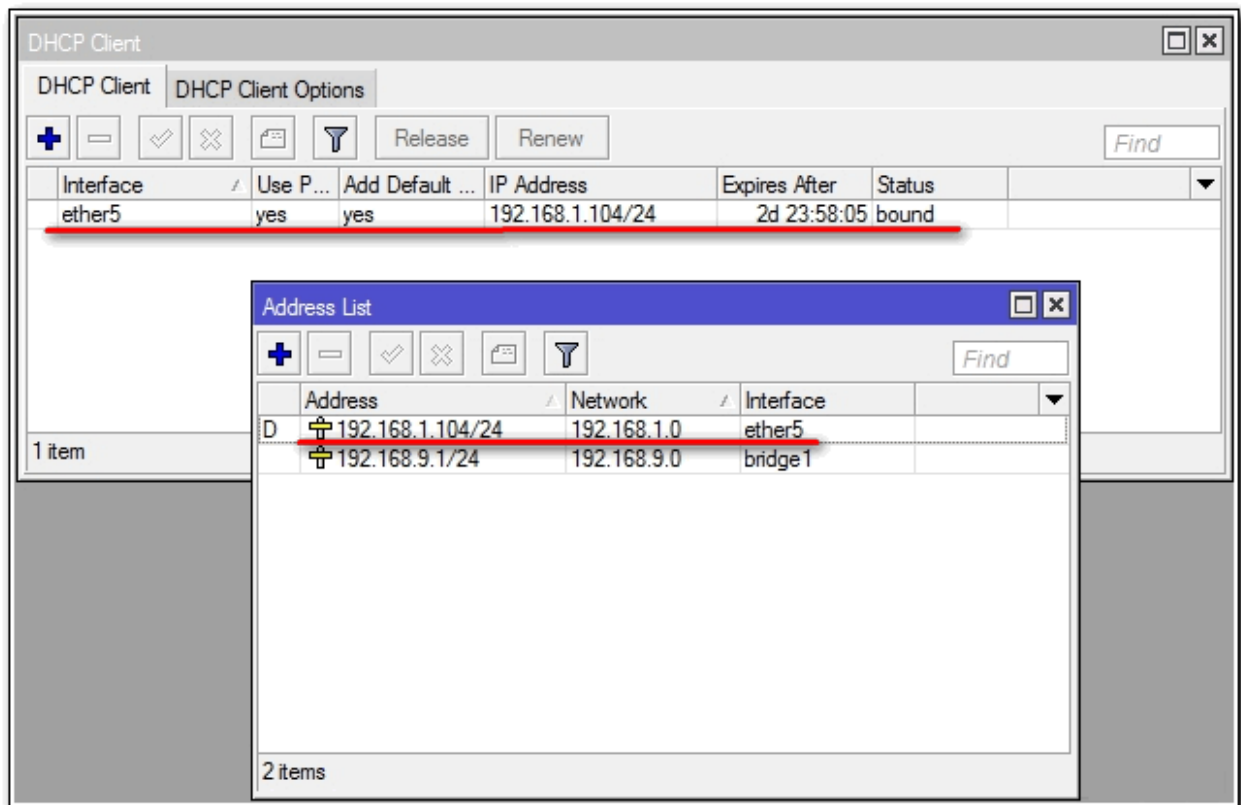 DHCP Client
DHCP Client DHCP Client Options
Release Renew Find
Interface Use P... Add Default ... IP Address Expires After Status
ether5 yes yes 192.168.1.104/24 2d 23:58:05 bound
1 item
Address List
Find
Address Network Interface
D 192.168.1.104/24 192.168.1.0 ether5
192.168.9.1/24 192.168.9.0 bridge1
2 items